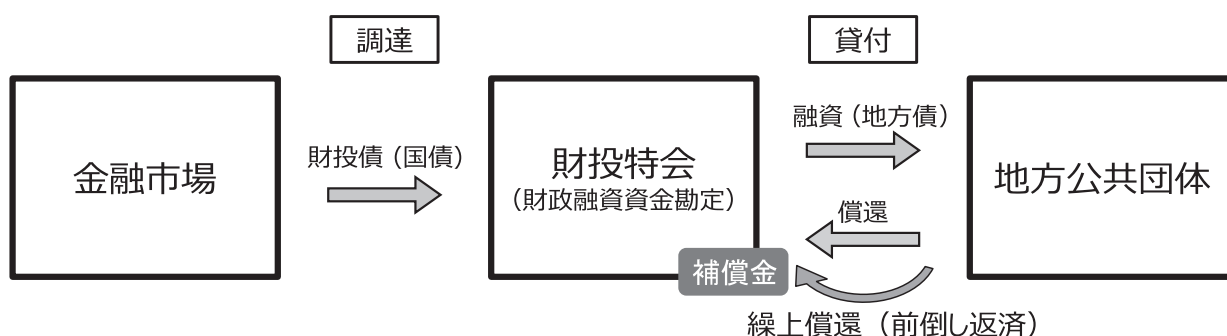 調達
貸付
金融市場
財投債（国債）
財投特会
（財政融資資金勘定）
融資（地方債）
償還
地方公共団体
補償金
繰上償還（前倒し返済）